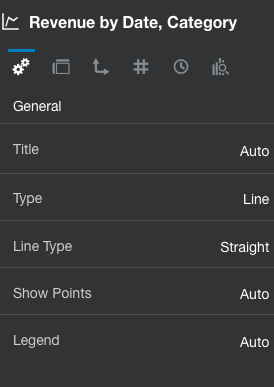 Revenue by Date, Category
General
Title Auto
Type Line
Line Type Straight
Show Points Auto
Legend Auto